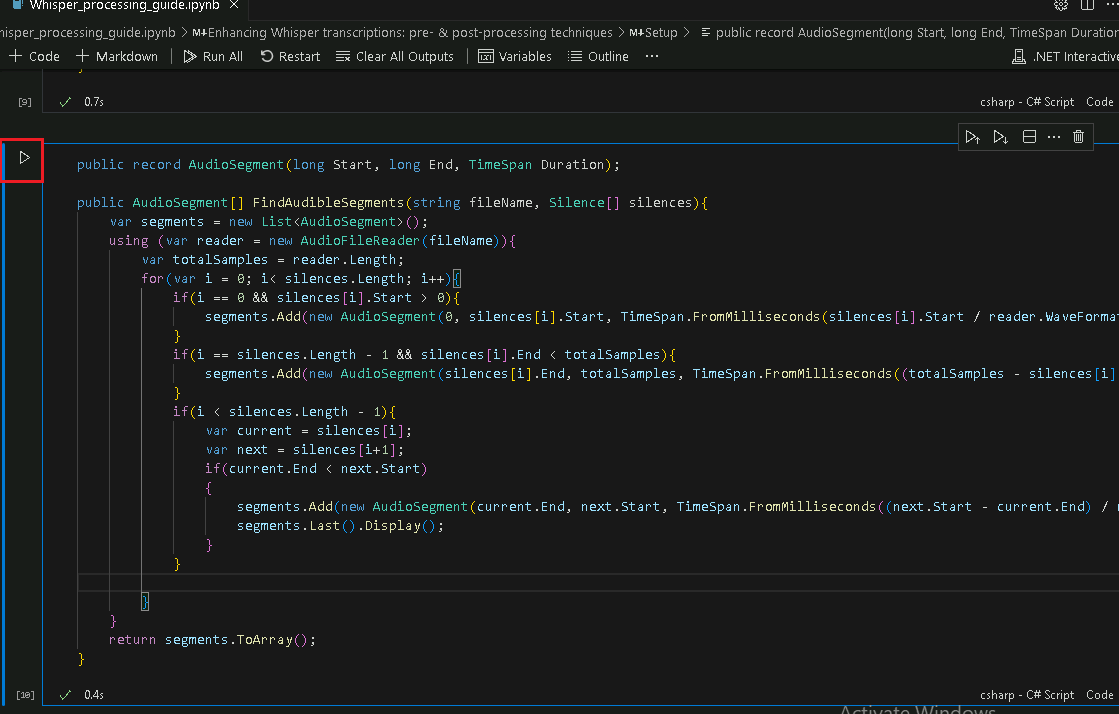 Whisper_processing_guide.ipynb
hisper_processing_guide.ipynb > M↓Enhancing Whisper transcriptions: pre- & post-processing techniques > M↓Setup > public record AudioSegment(long Start, long End, TimeSpan Duration
+ Code + Markdown Run All Restart Clear All Outputs Variables Outline ... .NET Interactive
}
[9] ✓ 0.7s csharp - C# Script Code
public record AudioSegment(long Start, long End, TimeSpan Duration);
public AudioSegment[] FindAudibleSegments(string fileName, Silence[] silences){
var segments = new List<AudioSegment>();
using (var reader = new AudioFileReader(fileName)){
var totalSamples = reader.Length;
for(var i = 0; i< silences.Length; i++){
if(i == 0 && silences[i].Start > 0){
segments.Add(new AudioSegment(0, silences[i].Start, TimeSpan.FromMilliseconds(silences[i].Start / reader.WaveFormat
}
if(i == silences.Length - 1 && silences[i].End < totalSamples){
segments.Add(new AudioSegment(silences[i].End, totalSamples, TimeSpan.FromMilliseconds((totalSamples - silences[i]
}
if(i < silences.Length - 1){
var current = silences[i];
var next = silences[i+1];
if(current.End < next.Start)
{
segments.Add(new AudioSegment(current.End, next.Start, TimeSpan.FromMilliseconds((next.Start - current.End) /
segments.Last().Display();
}
}
}
}
return segments.ToArray();
}
[10] ✓ 0.4s csharp - C# Script Code
Activate Windows